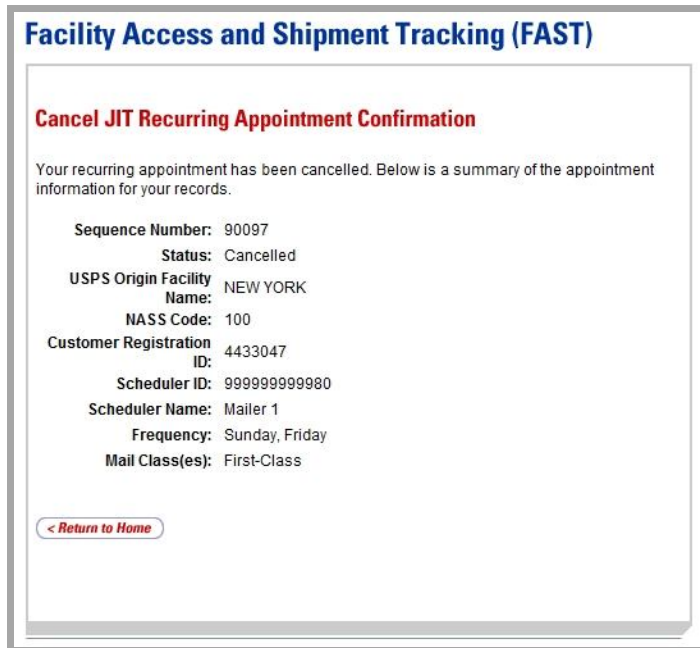 Facility Access and Shipment Tracking (FAST)
Cancel JIT Recurring Appointment Confirmation
Your recurring appointment has been cancelled. Below is a summary of the appointment
information for your records.
Sequence Number: 90097
Status: Cancelled
USPS Origin Facility
Name: NEW YORK
NASS Code: 100
Customer Registration
ID: 4433047
Scheduler ID: 999999999980
Scheduler Name: Mailer 1
Frequency: Sunday, Friday
Mail Class(es): First-Class
< Return to Home